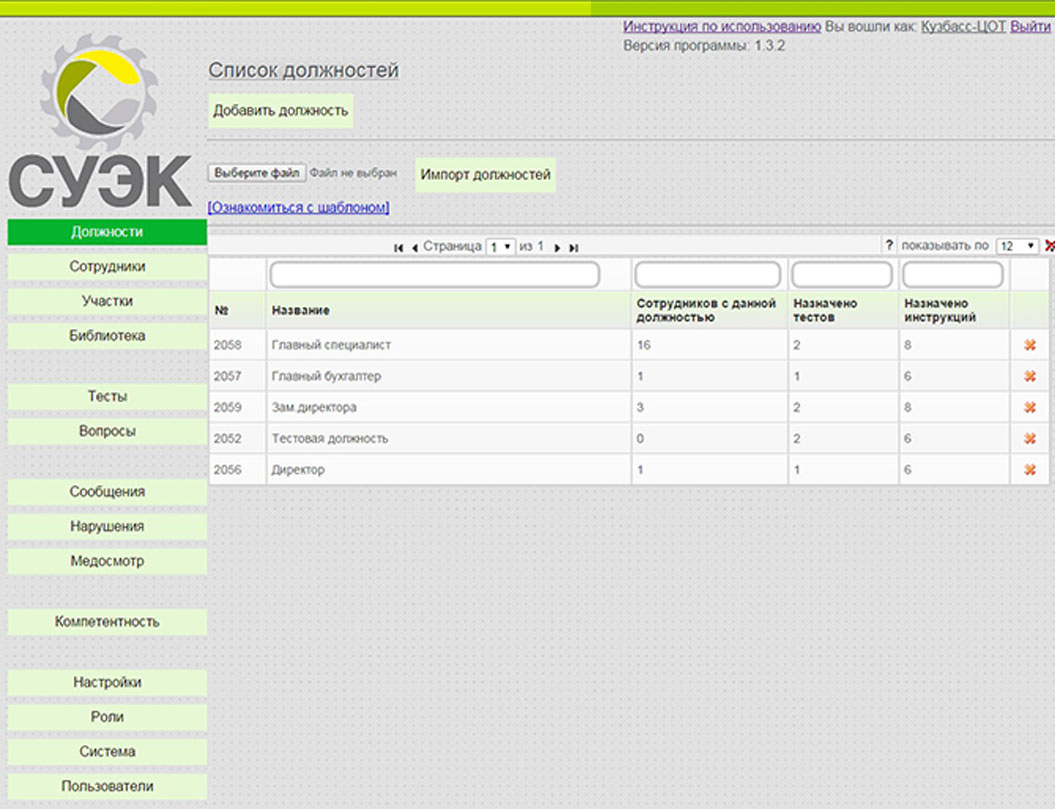 Инструкция по использованию Вы вошли как: Кузбасс-ЦОТ Выйти
Версия программы: 1.3.2
СУЭК
Список должностей
Добавить должность
Выберите файл Файл не выбран Импорт должностей
[Ознакомиться с шаблоном]
Должности
Сотрудники
Участки
Библиотека
Тесты
Вопросы
Сообщения
Нарушения
Медосмотр
Компетентность
Настройки
Роли
Система
Пользователи
Страница 1 из 1 ? показывать по 12
№ Название Сотрудников с данной должностью Назначено тестов Назначено инструкций
2058 Главный специалист 16 2 8
2057 Главный бухгалтер 1 1 6
2059 Зам.директора 3 2 8
2052 Тестовая должность 0 2 6
2056 Директор 1 1 6